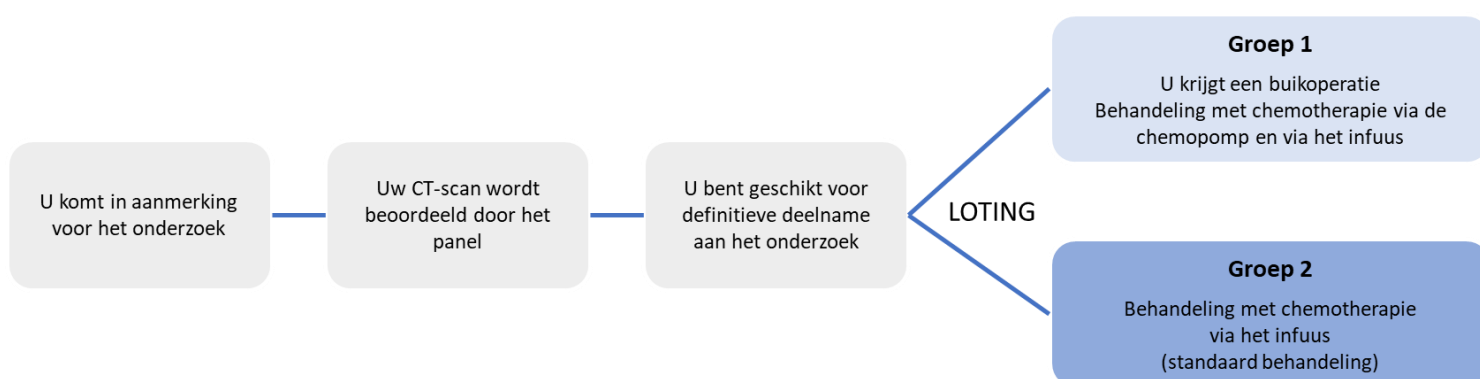 U komt in aanmerking
voor het onderzoek
Uw CT-scan wordt
beoordeeld door het
panel
U bent geschikt voor
definitieve deelname
aan het onderzoek
LOTING
Groep 1
U krijgt een buikoperatie
Behandeling met chemotherapie via de
chemopomp en via het infuus
Groep 2
Behandeling met chemotherapie
via het infuus
(standaard behandeling)